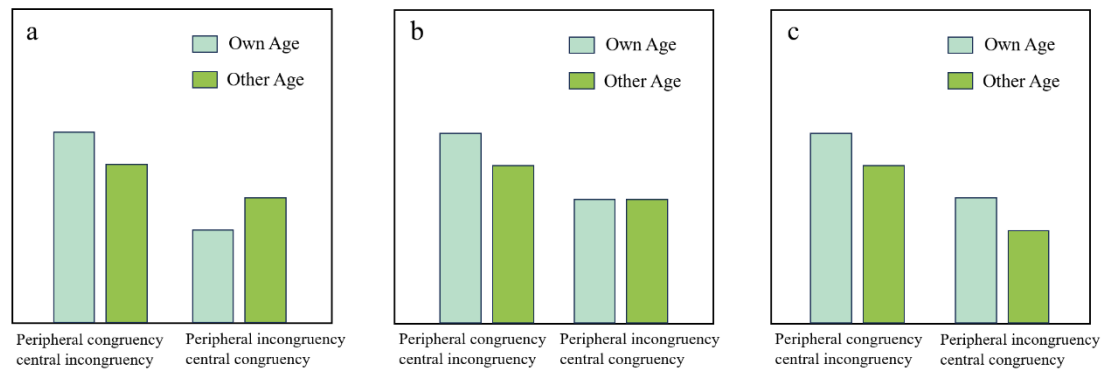 a
Own Age
Other Age
Peripheral congruency
central incongruency
Peripheral incongruency
central congruency
b
Own Age
Other Age
Peripheral congruency
central incongruency
Peripheral incongruency
central congruency
c
Own Age
Other Age
Peripheral congruency
central incongruency
Peripheral incongruency
central congruency